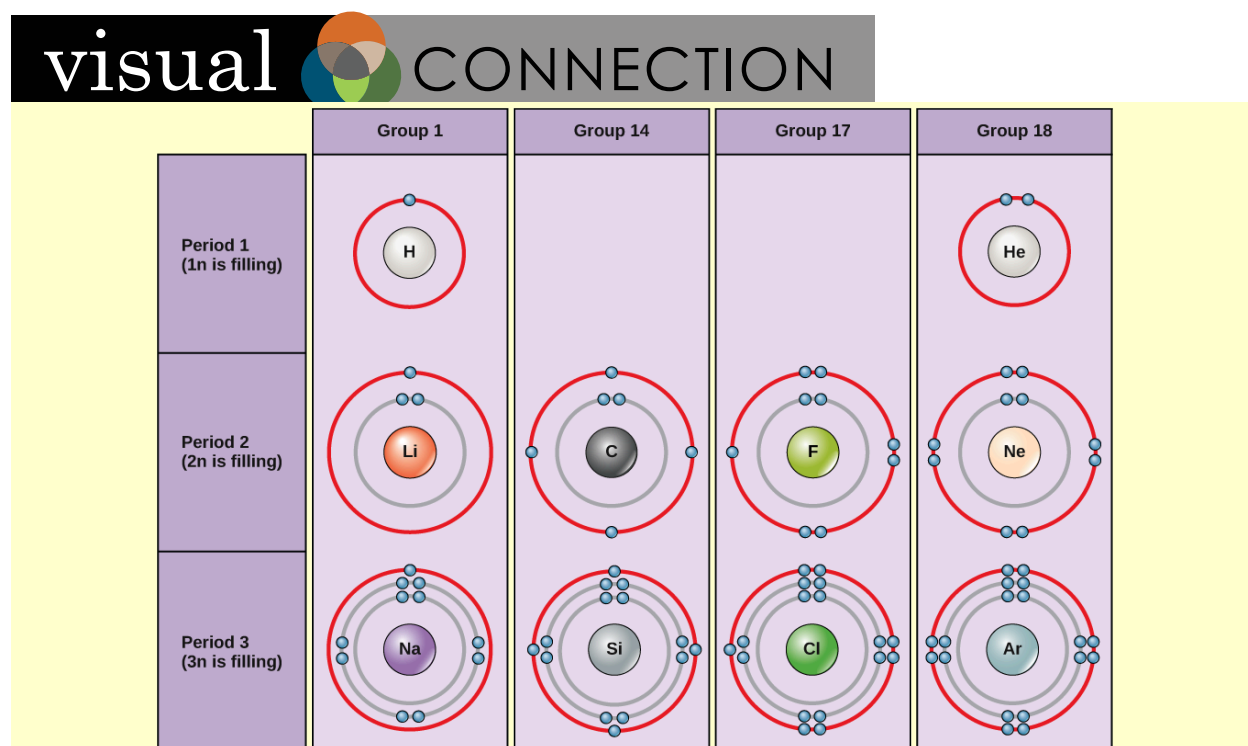 visual CONNECTION
Group 1 Group 14 Group 17 Group 18
Period 1
(1n is filling)
H He
Period 2
(2n is filling)
Li C F Ne
Period 3
(3n is filling)
Na Si Cl Ar